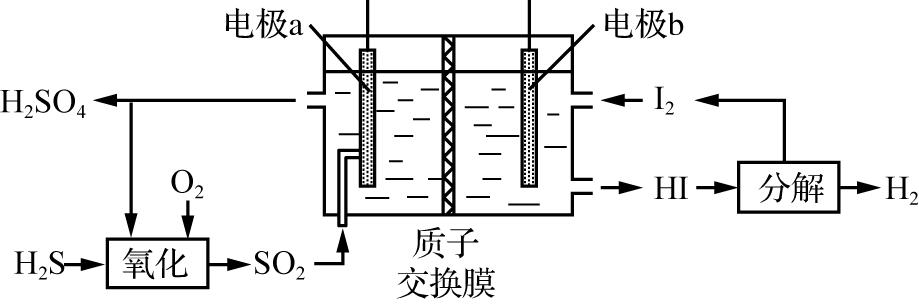 电极a
电极b
H₂SO₄
I₂
O₂
HI
分解
H₂
H₂S
氧化
SO₂
质子
交换膜